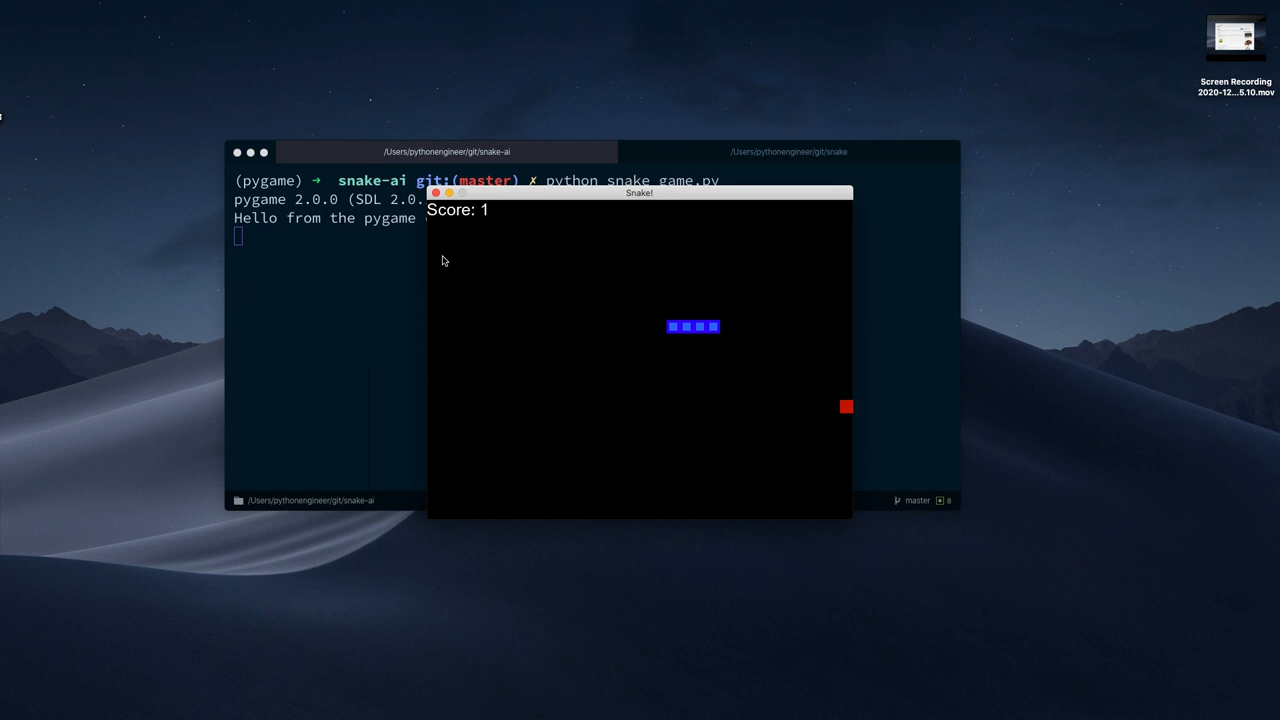 Screen Recording
2020-12...5.10.mov
/Users/pythonengineer/git/snake-ai
/Users/pythonengineer/git/snake
(pygame) ➜ snake-ai git:(master) ✗ python snake_game.py
pygame 2.0.0 (SDL 2.0.
Hello from the pygame
Snake!
Score: 1
/Users/pythonengineer/git/snake-ai
master 8